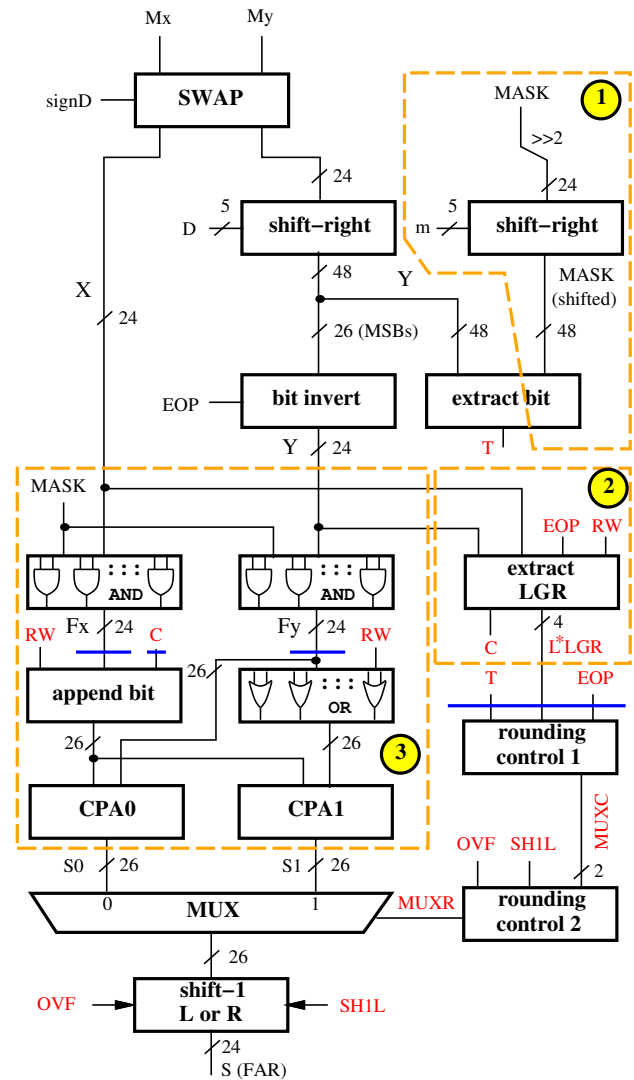 Mx My
signD SWAP
MASK 1
>>2
24 24
D 5 shift-right m 5 shift-right
48 Y MASK
(shifted)
X 24 26 (MSBs) 48 48
EOP bit invert extract bit
Y 24 T
MASK 2
EOP RW
: : : AND : : : AND extract
LGR
Fx 24 Fy 24 4
RW C 26 RW C L*LGR
append bit : : : OR T EOP
26 26 3 rounding
control 1
CPA0 CPA1
MUXC
S0 26 S1 26 OVF SH1L 2
0 MUX 1 MUXR rounding
control 2
26
OVF shift-1
L or R SH1L
24
S (FAR)